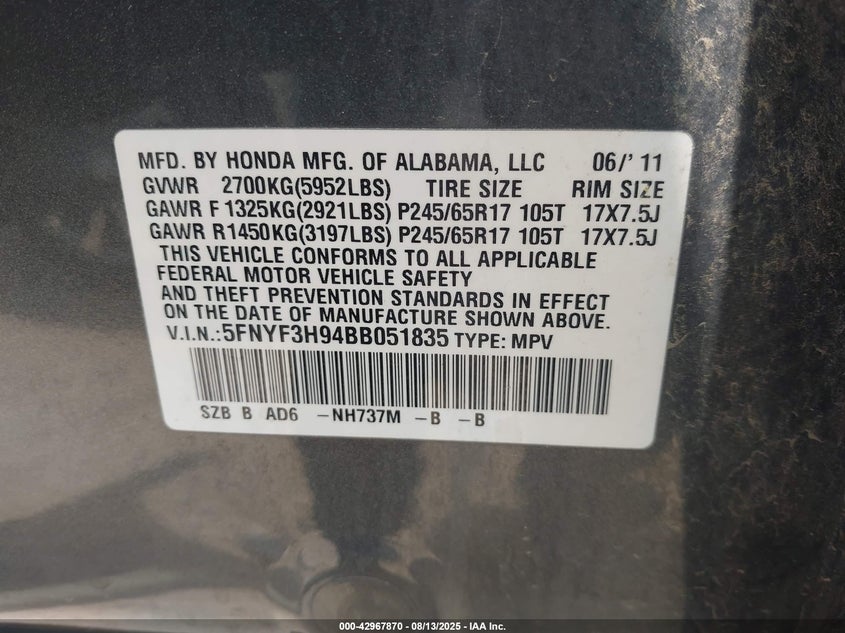 MFD. BY HONDA MFG. OF ALABAMA, LLC 06/' 11
GVWR 2700KG(5952LBS) TIRE SIZE RIM SIZE
GAWR F 1325KG(2921LBS) P245/65R17 105T 17X7.5J
GAWR R1450KG(3197LBS) P245/65R17 105T 17X7.5J
THIS VEHICLE CONFORMS TO ALL APPLICABLE
FEDERAL MOTOR VEHICLE SAFETY
AND THEFT PREVENTION STANDARDS IN EFFECT
ON THE DATE OF MANUFACTURE SHOWN ABOVE.
V.I.N.:5FNYF3H94BB051835 TYPE: MPV
SZB B AD6 -NH737M -B -B
000-42967870 - 08/13/2025 - IAA Inc.